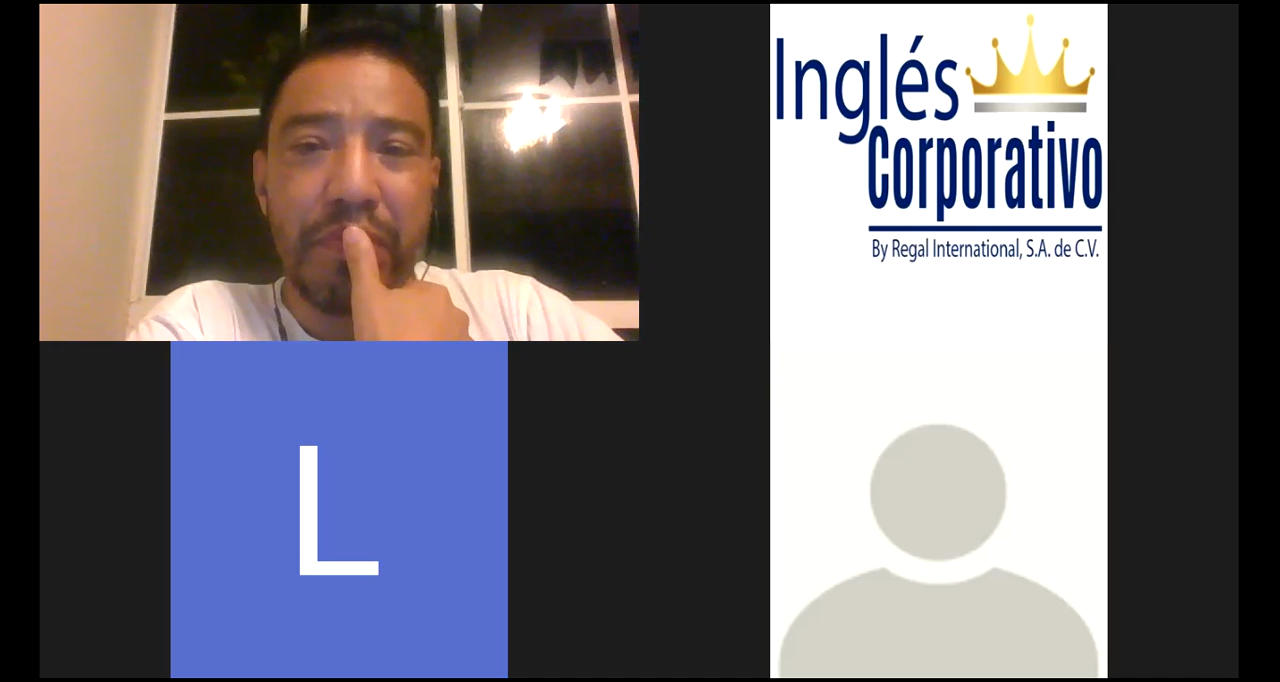 Inglés
Corporativo
By Regal International, S.A. de C.V.
L